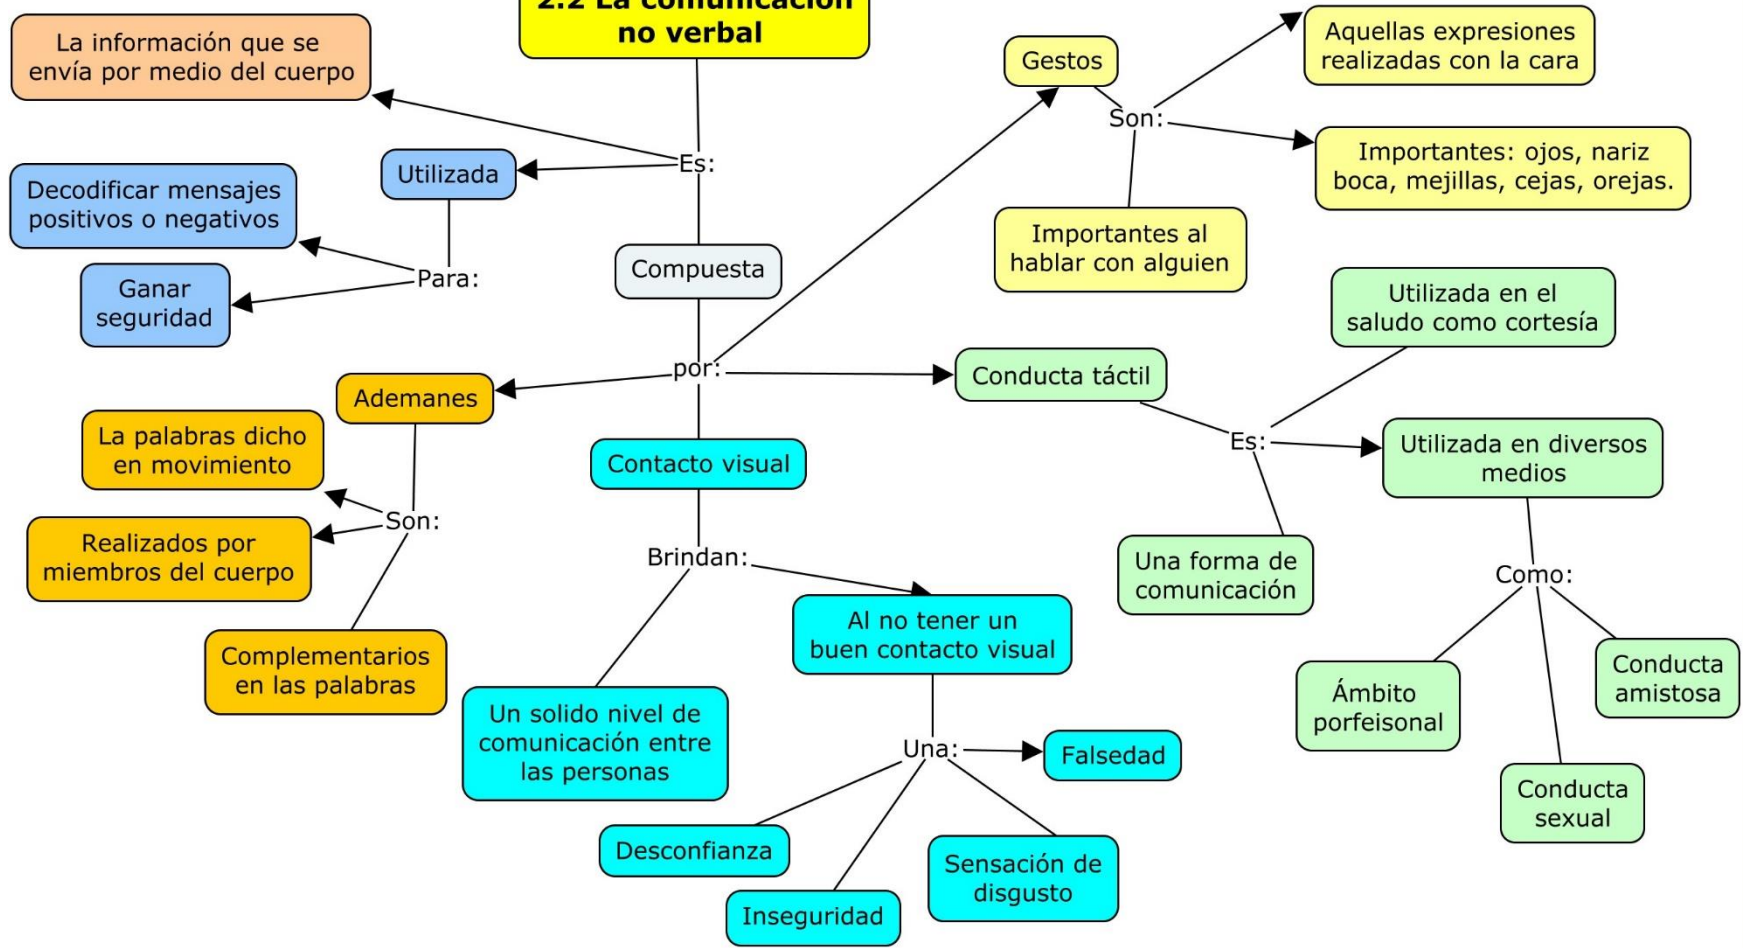 2.2 La comunicación
no verbal
La información que se
envía por medio del cuerpo
Es:
Utilizada
Decodificar mensajes
positivos o negativos
Para:
Ganar
seguridad
Compuesta
por:
Gestos
Son:
Aquellas expresiones
realizadas con la cara
Importantes: ojos, nariz
boca, mejillas, cejas, orejas.
Importantes al
hablar con alguien
Conducta táctil
Es:
Utilizada en el
saludo como cortesía
Utilizada en diversos
medios
Una forma de
comunicación
Como:
Ámbito
porfeisonal
Conducta
sexual
Conducta
amistosa
Ademanes
Son:
La palabras dicho
en movimiento
Realizados por
miembros del cuerpo
Complementarios
en las palabras
Contacto visual
Brindan:
Un solido nivel de
comunicación entre
las personas
Al no tener un
buen contacto visual
Una:
Falsedad
Desconfianza
Inseguridad
Sensación de
disgusto